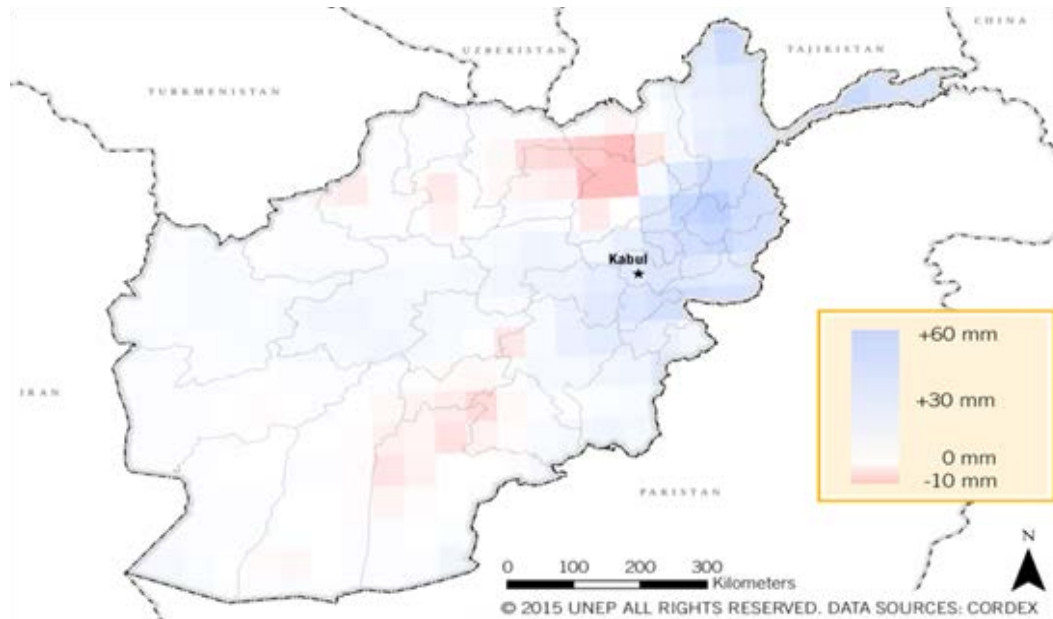 CHINA
UZBEKISTAN
TAJIKISTAN
TURKMENISTAN
Kabul
+60 mm
+30 mm
0 mm
-10 mm
IRAN
PAKISTAN
N
0 100 200 300
Kilometers
© 2015 UNEP ALL RIGHTS RESERVED. DATA SOURCES: CORDEX